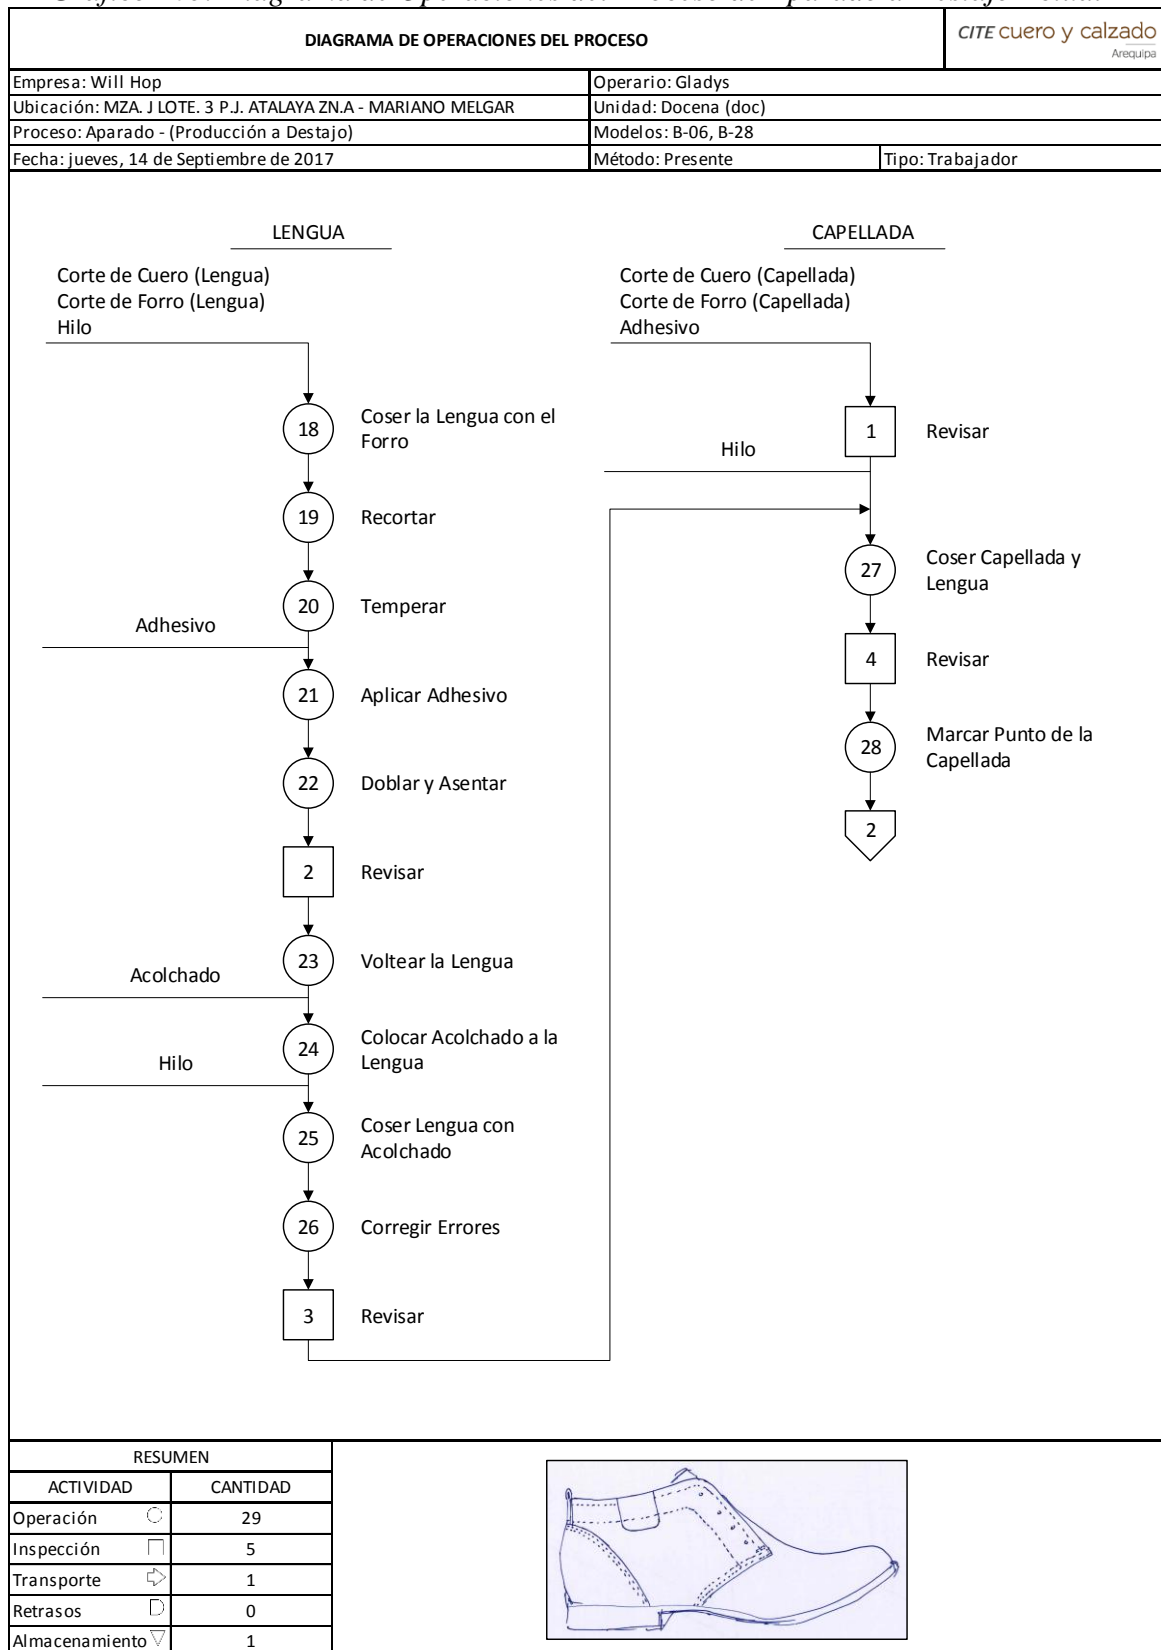 DIAGRAMA DE OPERACIONES DEL PROCESO
CITE cuero y calzado
Arequipa
Empresa: Will Hop
Operario: Gladys
Ubicación: MZA. J LOTE. 3 P.J. ATALAYA ZN.A - MARIANO MELGAR
Unidad: Docena (doc)
Proceso: Aparado - (Producción a Destajo)
Modelos: B-06, B-28
Fecha: jueves, 14 de Septiembre de 2017
Método: Presente
Tipo: Trabajador
LENGUA
Corte de Cuero (Lengua)
Corte de Forro (Lengua)
Hilo
18
Coser la Lengua con el
Forro
19
Recortar
20
Temperar
Adhesivo
21
Aplicar Adhesivo
22
Doblar y Asentar
2
Revisar
23
Voltear la Lengua
Acolchado
24
Colocar Acolchado a la
Lengua
Hilo
25
Coser Lengua con
Acolchado
26
Corregir Errores
3
Revisar
CAPELLADA
Corte de Cuero (Capellada)
Corte de Forro (Capellada)
Adhesivo
1
Revisar
Hilo
27
Coser Capellada y
Lengua
4
Revisar
28
Marcar Punto de la
Capellada
2
RESUMEN
ACTIVIDAD
CANTIDAD
Operación
29
Inspección
5
Transporte
1
Retrasos
0
Almacenamiento
1